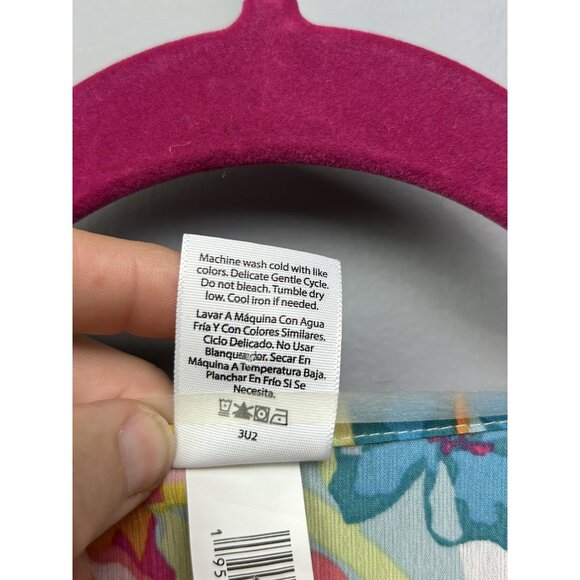 Machine wash cold with like
colors. Delicate Gentle Cycle.
Do not bleach. Tumble dry
low. Cool iron if needed.
Lavar A Máquina Con Agua
Fría Y Con Colores Similares.
Ciclo Delicado. No Usar
Blanqueador. Secar En
Máquina A Temperatura Baja.
Planchar En Frío Si Se
Necesita.
3U2
1 95